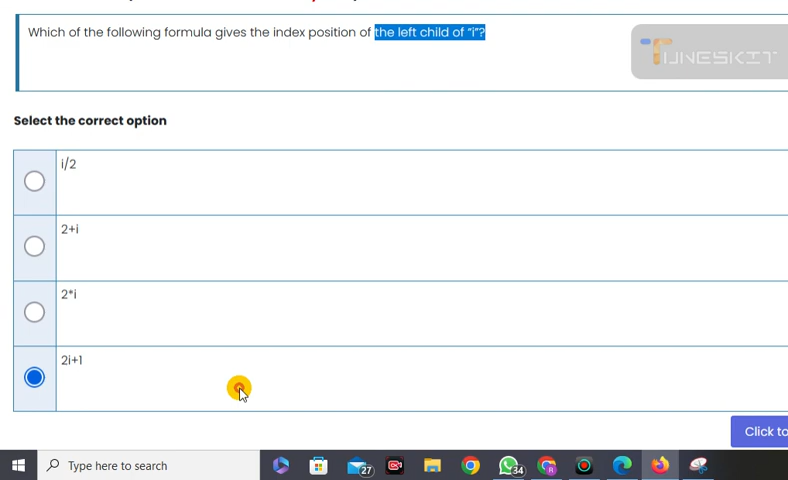 Which of the following formula gives the index position of the left child of "i"?
TUNESKIT
Select the correct option
i/2
2+i
2*i
2i+1
Click to
Type here to search
27
34
R